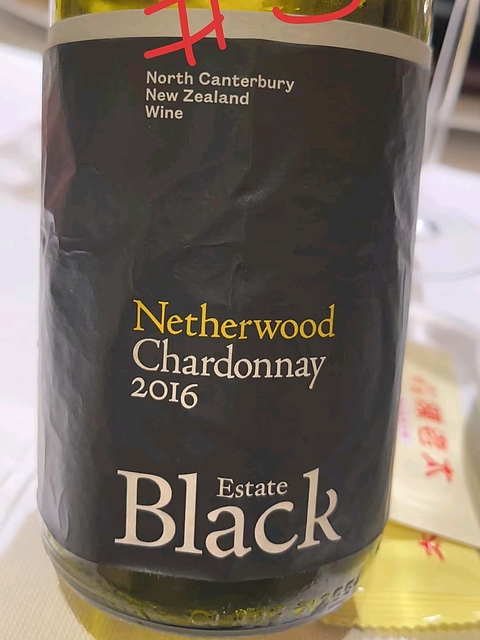 North Canterbury
New Zealand
Wine
Netherwood
Chardonnay
2016
Estate
Black